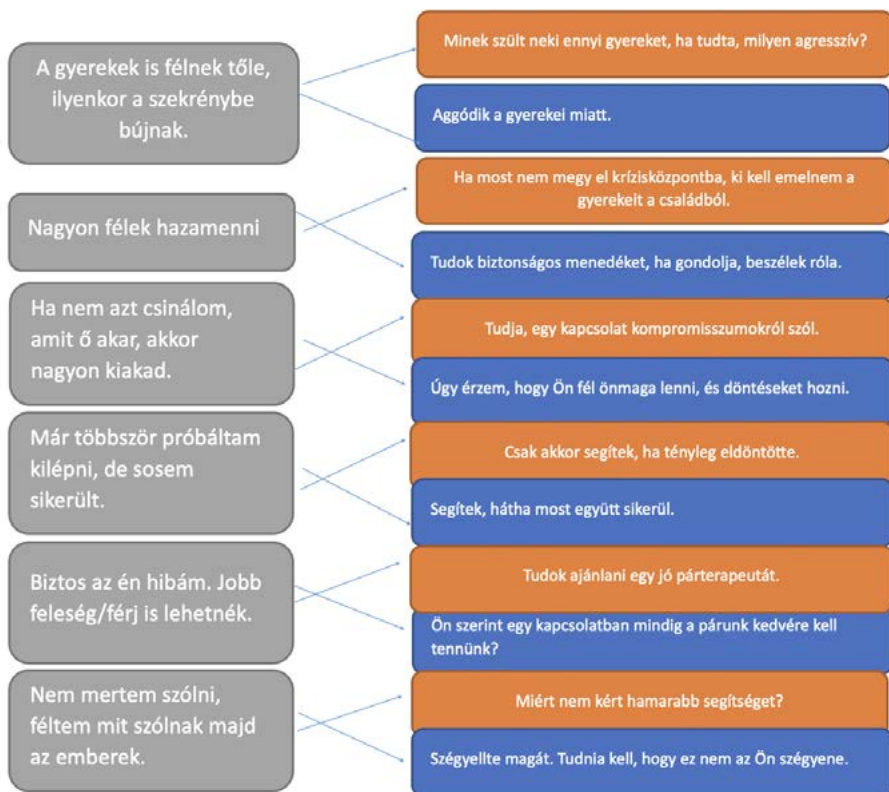 A gyerekek is félnek tőle,
ilyenkor a szekrénybe
bújnak.
Minek szült neki ennyi gyereket, ha tudta, milyen agresszív?
Aggódik a gyerekei miatt.
Nagyon félek hazamenni
Ha most nem megy el krízisközpontba, ki kell emelnem a
gyerekeit a családból.
Tudok biztonságos menedéket, ha gondolja, beszélek róla.
Ha nem azt csinálom,
amit ő akar, akkor
nagyon kiakad.
Tudja, egy kapcsolat kompromisszumokról szól.
Úgy érzem, hogy Ön fél önmaga lenni, és döntéseket hozni.
Már többször próbáltam
kilépni, de sosem
sikerült.
Csak akkor segítek, ha tényleg eldöntötte.
Segítek, hátha most együtt sikerül.
Biztos az én hibám. Jobb
feleség/férj is lehetnék.
Tudok ajánlani egy jó párterapeutát.
Ön szerint egy kapcsolatban mindig a párunk kedvére kell
tennünk?
Nem mertem szólni,
féltem mit szólnak majd
az emberek.
Miért nem kért hamarabb segítséget?
Szégyellte magát. Tudnia kell, hogy ez nem az Ön szégyene.